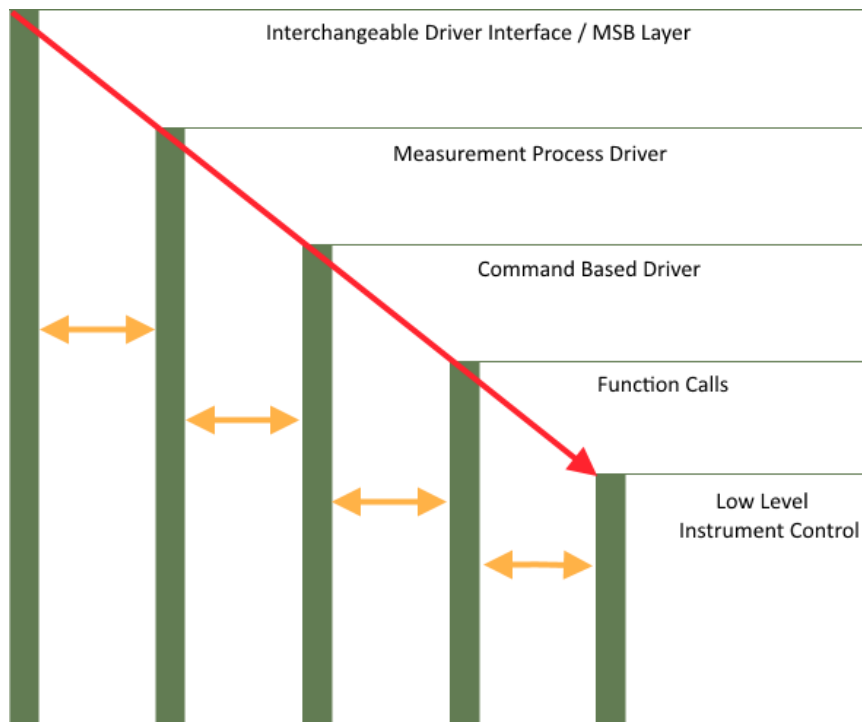 Interchangeable Driver Interface / MSB Layer
Measurement Process Driver
Command Based Driver
Function Calls
Low Level
Instrument Control